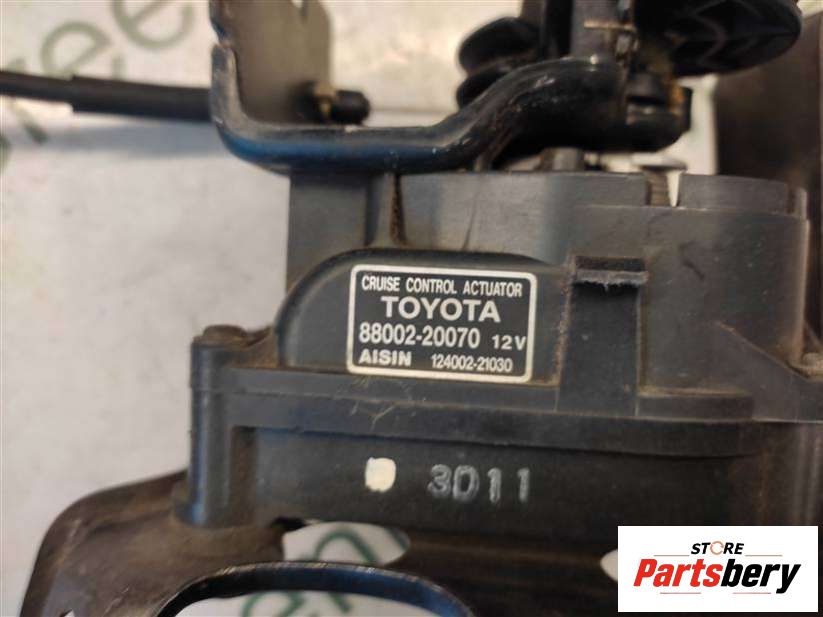 CRUISE CONTROL ACTUATOR
TOYOTA
88002-20070 12V
AISIN 124002-21030
3D11
STORE
Partsbery